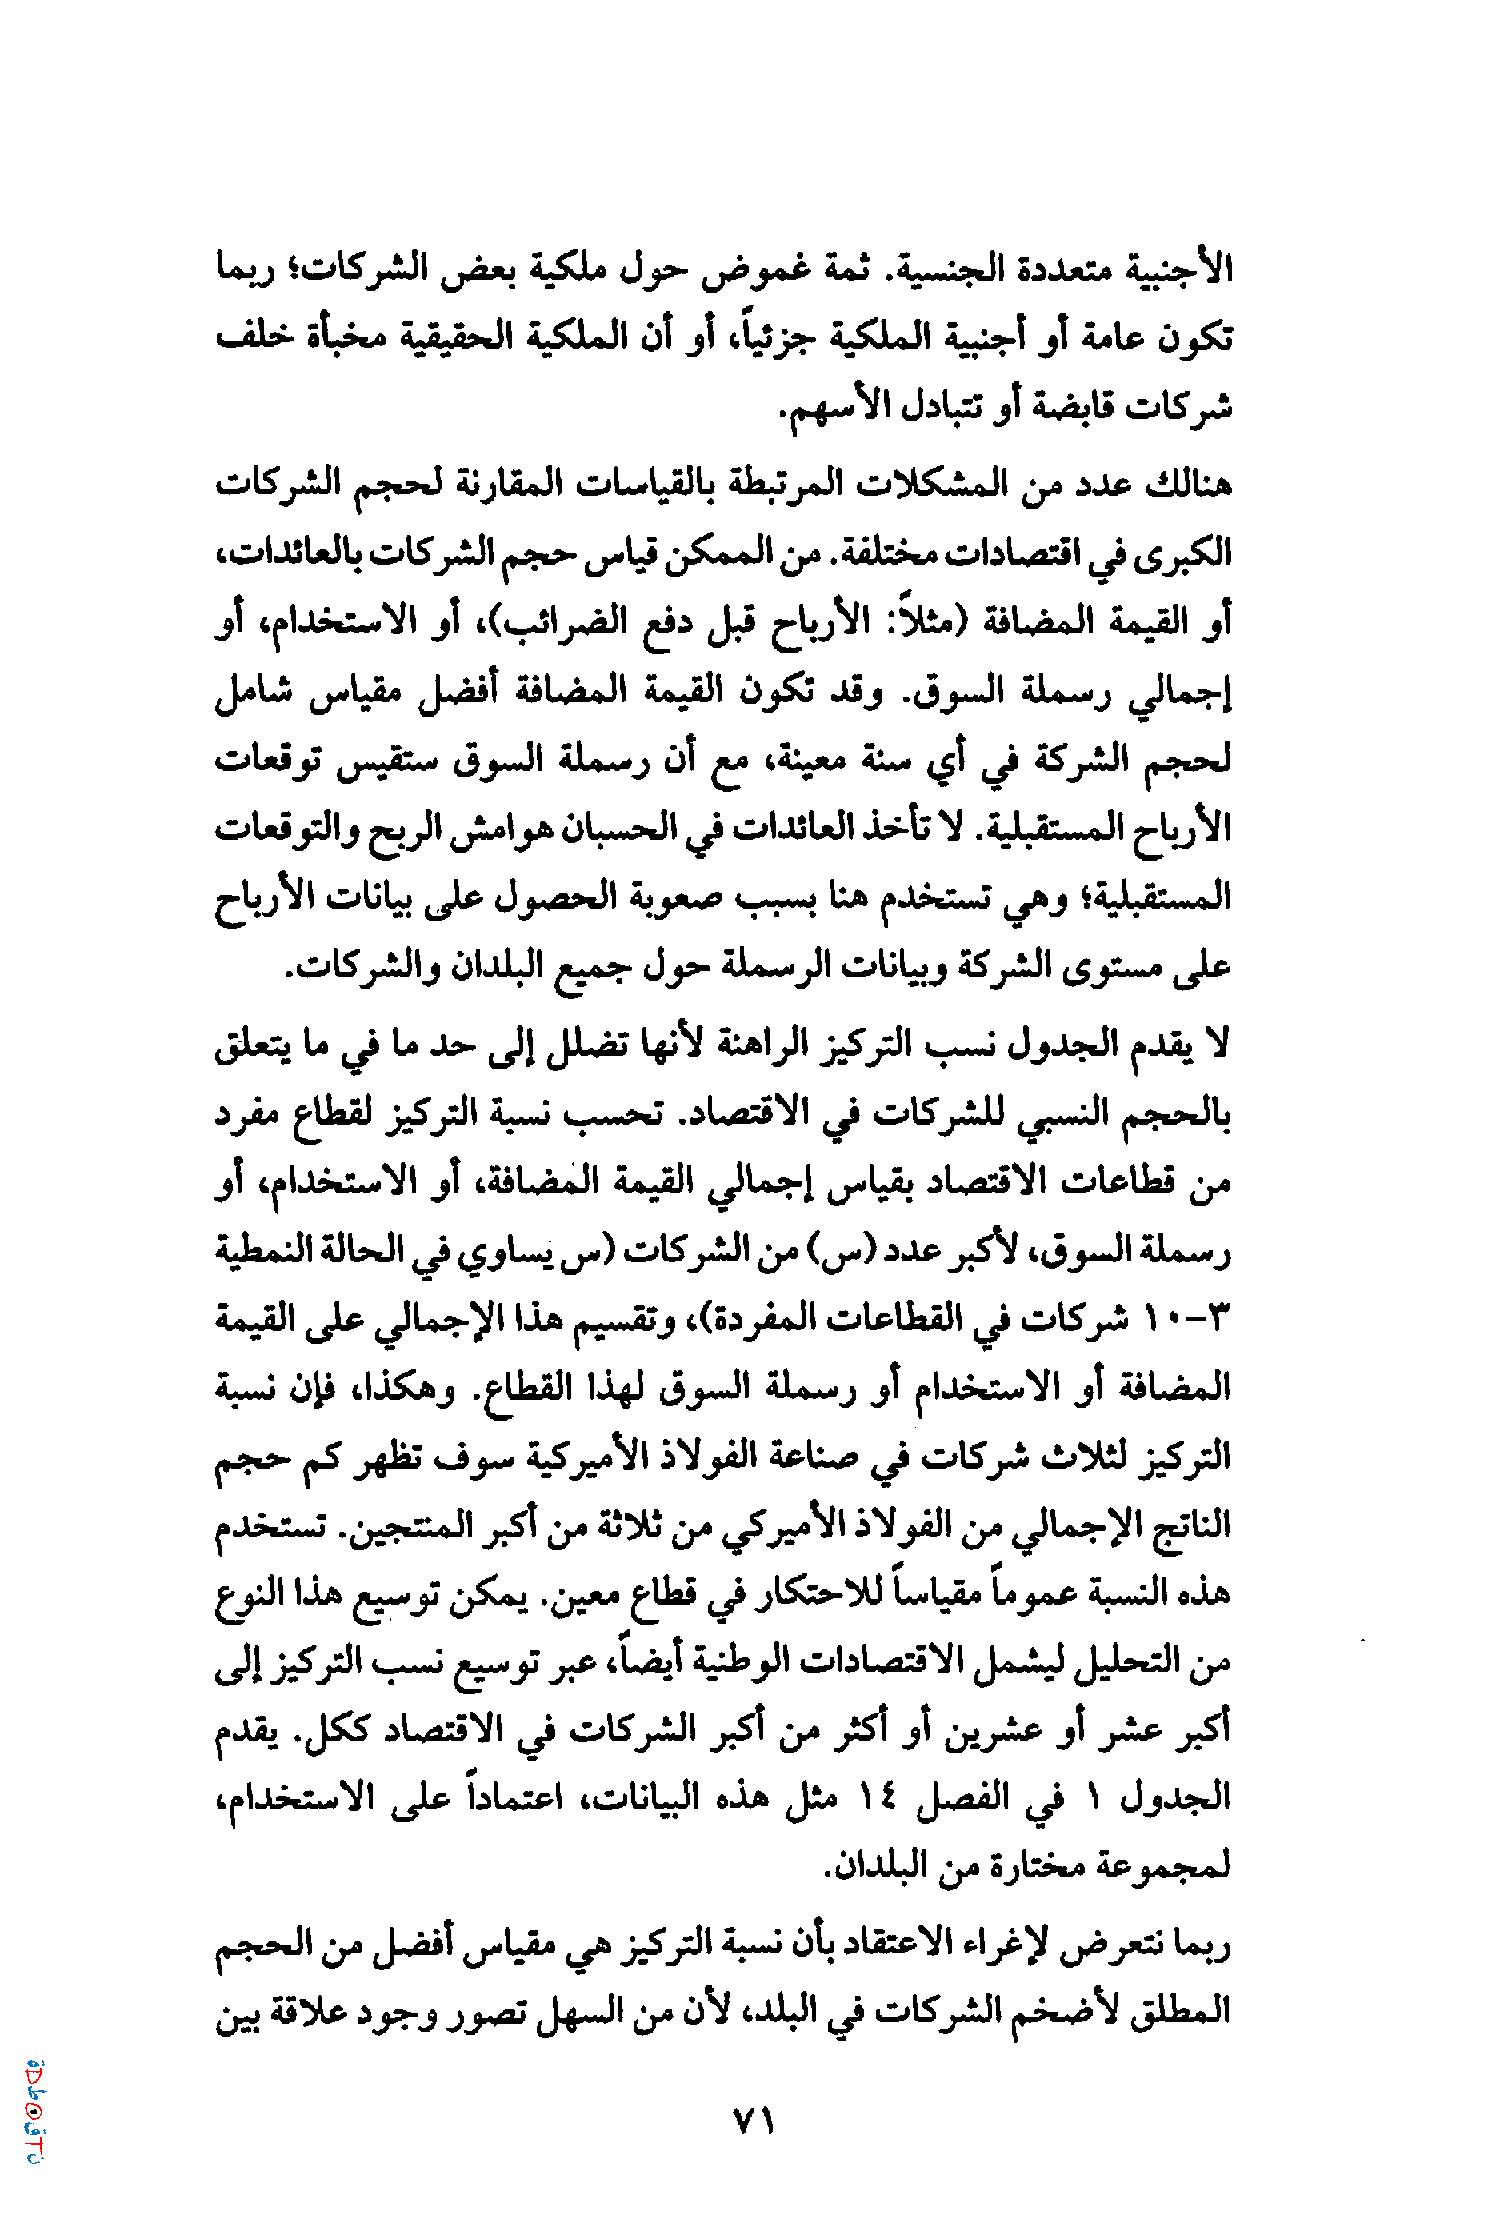 الأجنبية متعددة الجنسية. ثمة غموض حول ملكية بعض الشركات؛ ربما
تكون عامة أو أجنبية الملكية جزئياً، أو أن الملكية الحقيقية مخبأة خلف
شركات قابضة أو تتبادل الأسهم.
هنالك عدد من المشكلات المرتبطة بالقياسات المقارنة لحجم الشركات
الكبرى في اقتصادات مختلفة. من الممكن قياس حجم الشركات بالعائدات،
أو القيمة المضافة (مثلاً: الأرباح قبل دفع الضرائب)، أو الاستخدام، أو
إجمالي رسملة السوق. وقد تكون القيمة المضافة أفضل مقياس شامل
لحجم الشركة في أي سنة معينة، مع أن رسملة السوق ستقيس توقعات
الأرباح المستقبلية. لا تأخذ العائدات في الحسبان هوامش الربح والتوقعات
المستقبلية؛ وهي تستخدم هنا بسبب صعوبة الحصول على بيانات الأرباح
على مستوى الشركة وبيانات الرسملة حول جميع البلدان والشركات.
لا يقدم الجدول نسب التركيز الراهنة لأنها تضلل إلى حد ما في ما يتعلق
بالحجم النسبي للشركات في الاقتصاد. تحسب نسبة التركيز لقطاع مفرد
من قطاعات الاقتصاد بقياس إجمالي القيمة المضافة، أو الاستخدام، أو
رسملة السوق، لأكبر عدد (س) من الشركات (س يساوي في الحالة النمطية
٣-١٠ شركات في القطاعات المفردة)، وتقسيم هذا الإجمالي على القيمة
المضافة أو الاستخدام أو رسملة السوق لهذا القطاع. وهكذا، فإن نسبة
التركيز لثلاث شركات في صناعة الفولاذ الأميركية سوف تظهر كم حجم
الناتج الإجمالي من الفولاذ الأميركي من ثلاثة من أكبر المنتجين. تستخدم
هذه النسبة عموماً مقياساً للاحتكار في قطاع معين. يمكن توسيع هذا النوع
من التحليل ليشمل الاقتصادات الوطنية أيضاً، عبر توسيع نسب التركيز إلى
أكبر عشر أو عشرين أو أكثر من أكبر الشركات في الاقتصاد ككل. يقدم
الجدول ١ في الفصل ١٤ مثل هذه البيانات، اعتماداً على الاستخدام،
لمجموعة مختارة من البلدان.
ربما نتعرض لإغراء الاعتقاد بأن نسبة التركيز هي مقياس أفضل من الحجم
المطلق لأضخم الشركات في البلد، لأن من السهل تصور وجود علاقة بين
٧١